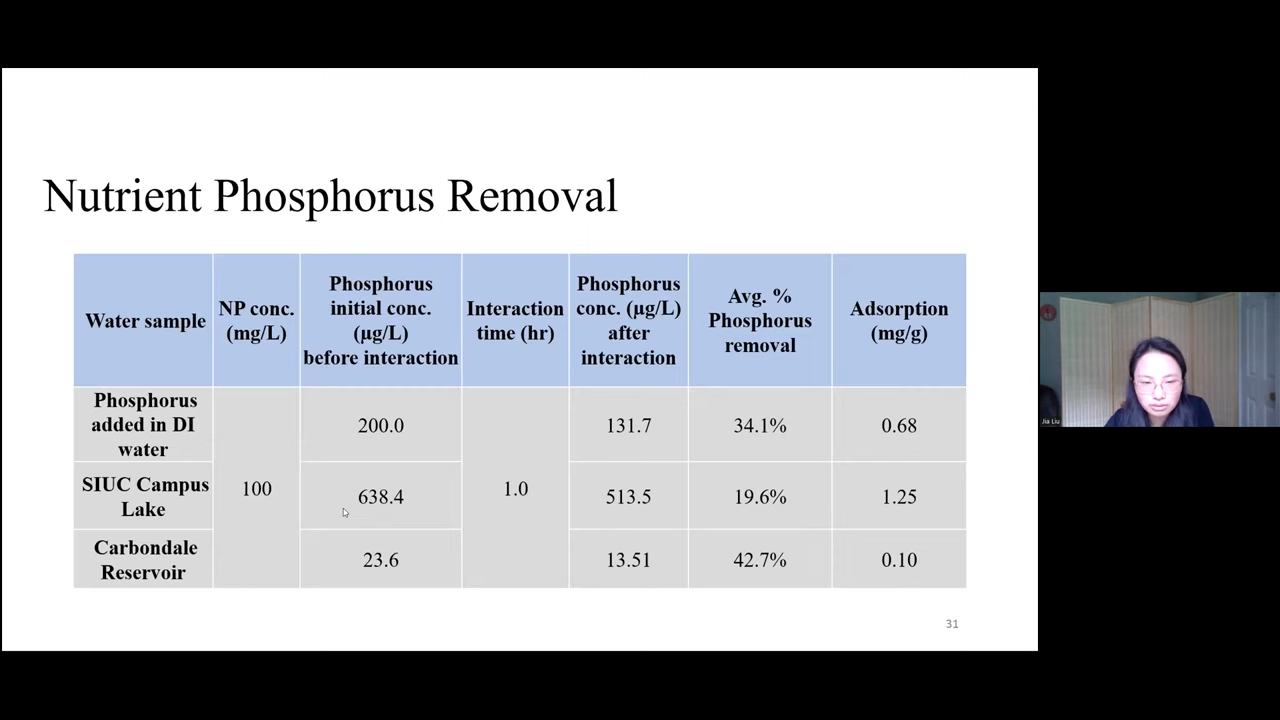 Nutrient Phosphorus Removal
Water sample
NP conc.
(mg/L)
Phosphorus
initial conc.
(µg/L)
before interaction
Interaction
time (hr)
Phosphorus
conc. (µg/L)
after
interaction
Avg. %
Phosphorus
removal
Adsorption
(mg/g)
Phosphorus
added in DI
water
100
200.0
1.0
131.7
34.1%
0.68
SIUC Campus
Lake
638.4
513.5
19.6%
1.25
Carbondale
Reservoir
23.6
13.51
42.7%
0.10
31
Jia Liu